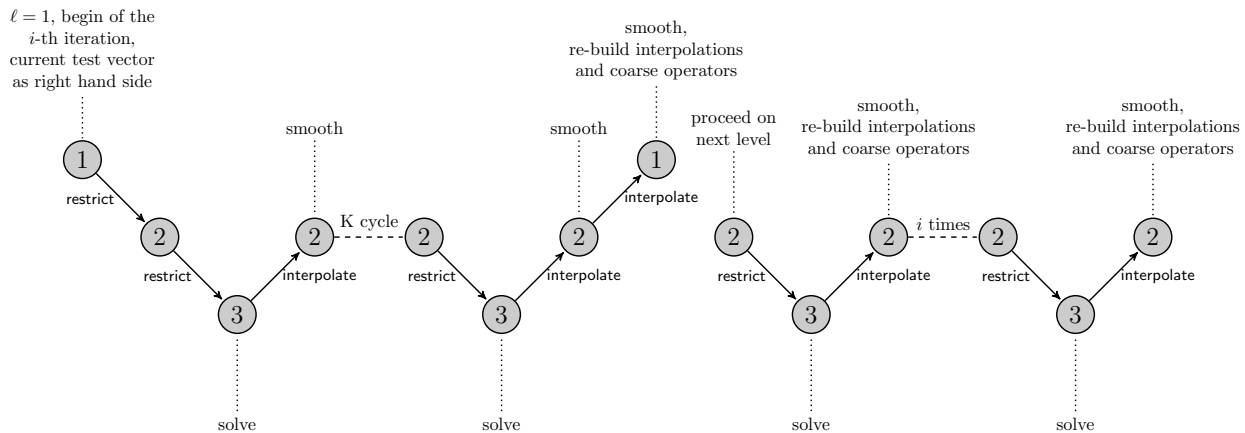 ℓ = 1, begin of the
i-th iteration,
current test vector
as right hand side
1
restrict
2
restrict
3
solve
smooth
2
interpolate
K cycle
2
restrict
3
solve
smooth
2
interpolate
smooth,
re-build interpolations
and coarse operators
1
interpolate
proceed on
next level
2
restrict
3
solve
smooth,
re-build interpolations
and coarse operators
2
interpolate
i times
2
restrict
3
solve
smooth,
re-build interpolations
and coarse operators
2
interpolate